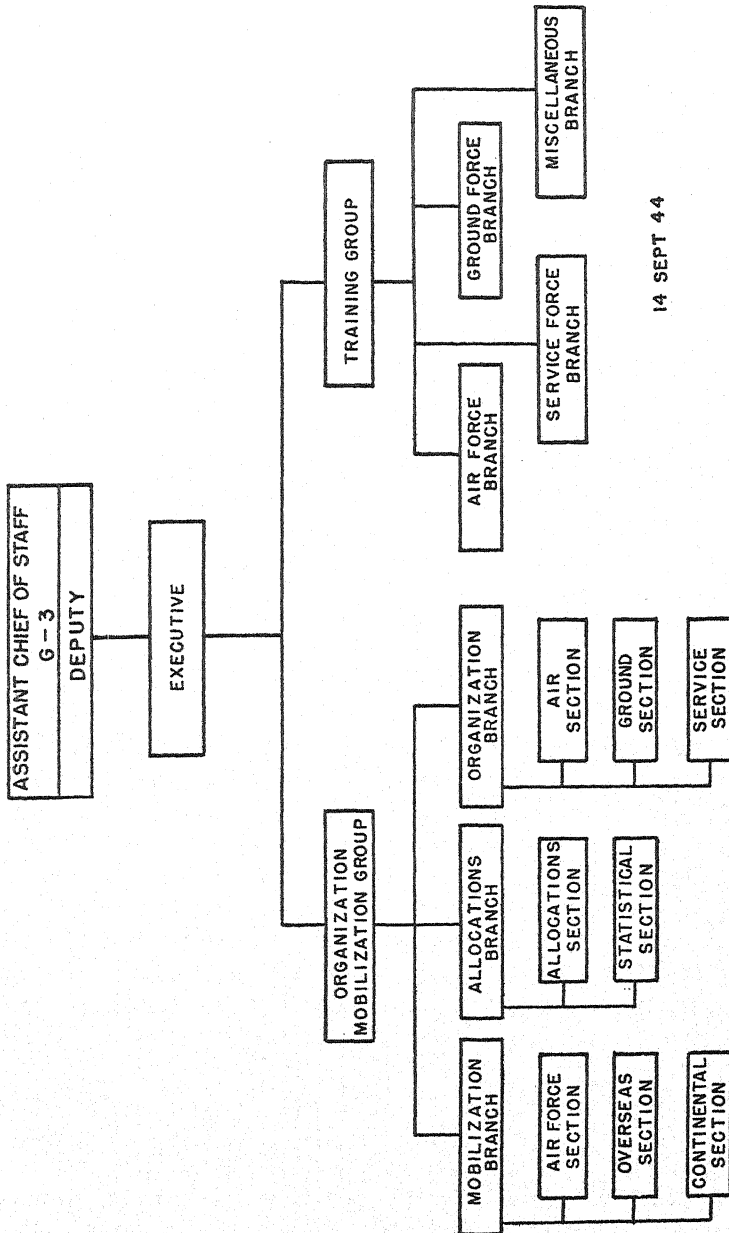 ASSISTANT CHIEF OF STAFF
G-3
DEPUTY
EXECUTIVE
ORGANIZATION
MOBILIZATION GROUP
TRAINING GROUP
MOBILIZATION
BRANCH
ALLOCATIONS
BRANCH
ORGANIZATION
BRANCH
AIR FORCE
BRANCH
GROUND FORCE
BRANCH
AIR FORCE
SECTION
OVERSEAS
SECTION
CONTINENTAL
SECTION
ALLOCATIONS
SECTION
STATISTICAL
SECTION
AIR
SECTION
GROUND
SECTION
SERVICE
SECTION
SERVICE FORCE
BRANCH
MISCELLANEOUS
BRANCH
14 SEPT 44